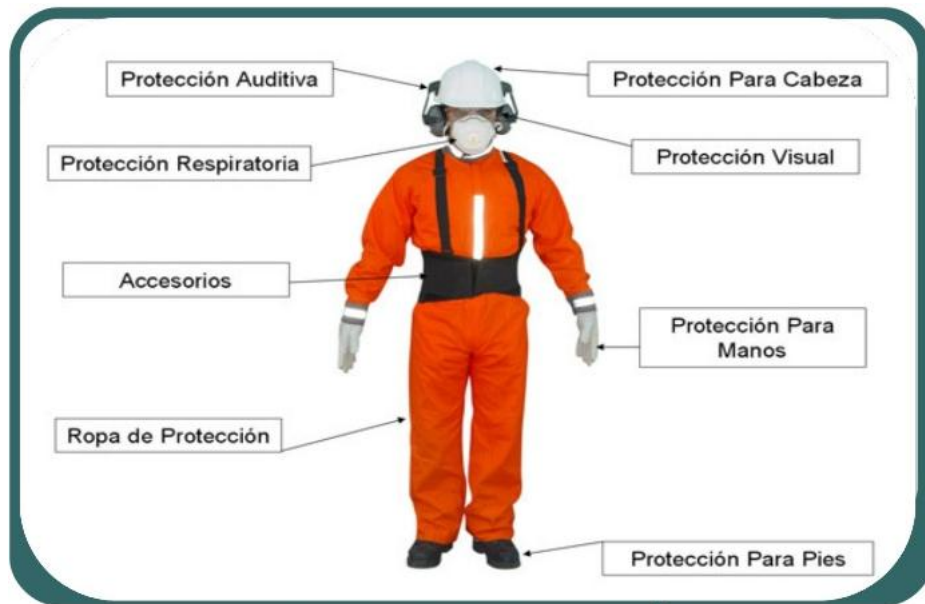 Protección Auditiva
Protección Para Cabeza
Protección Respiratoria
Protección Visual
Accesorios
Protección Para
Manos
Ropa de Protección
Protección Para Pies